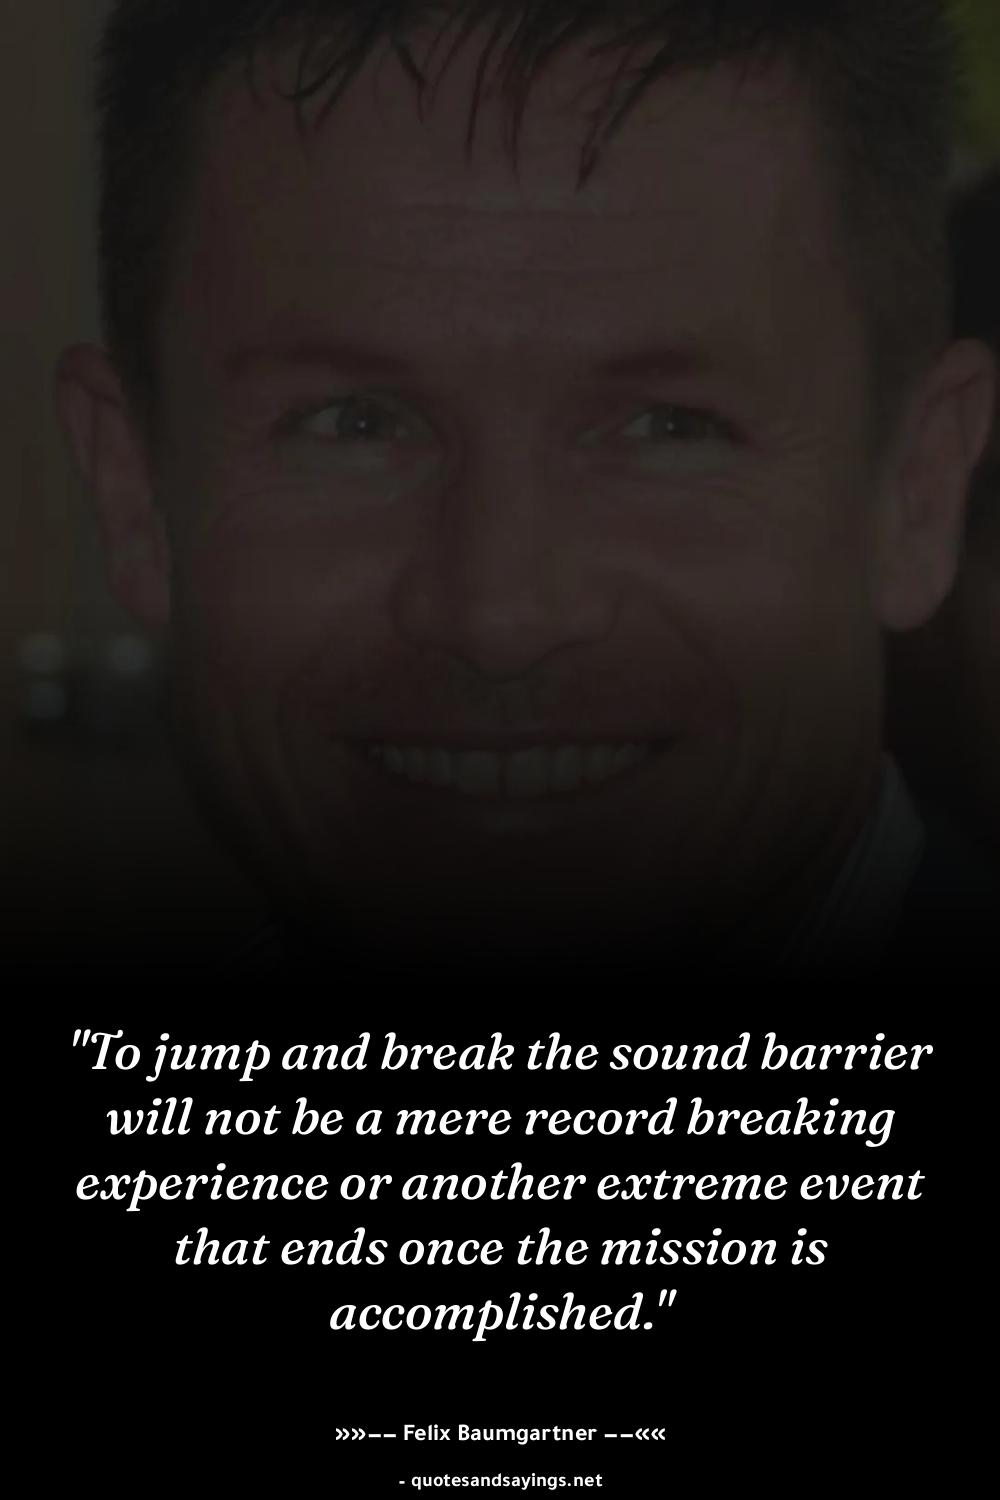 "To jump and break the sound barrier
will not be a mere record breaking
experience or another extreme event
that ends once the mission is
accomplished."
»»–– Felix Baumgartner ––««
- quotesandsayings.net